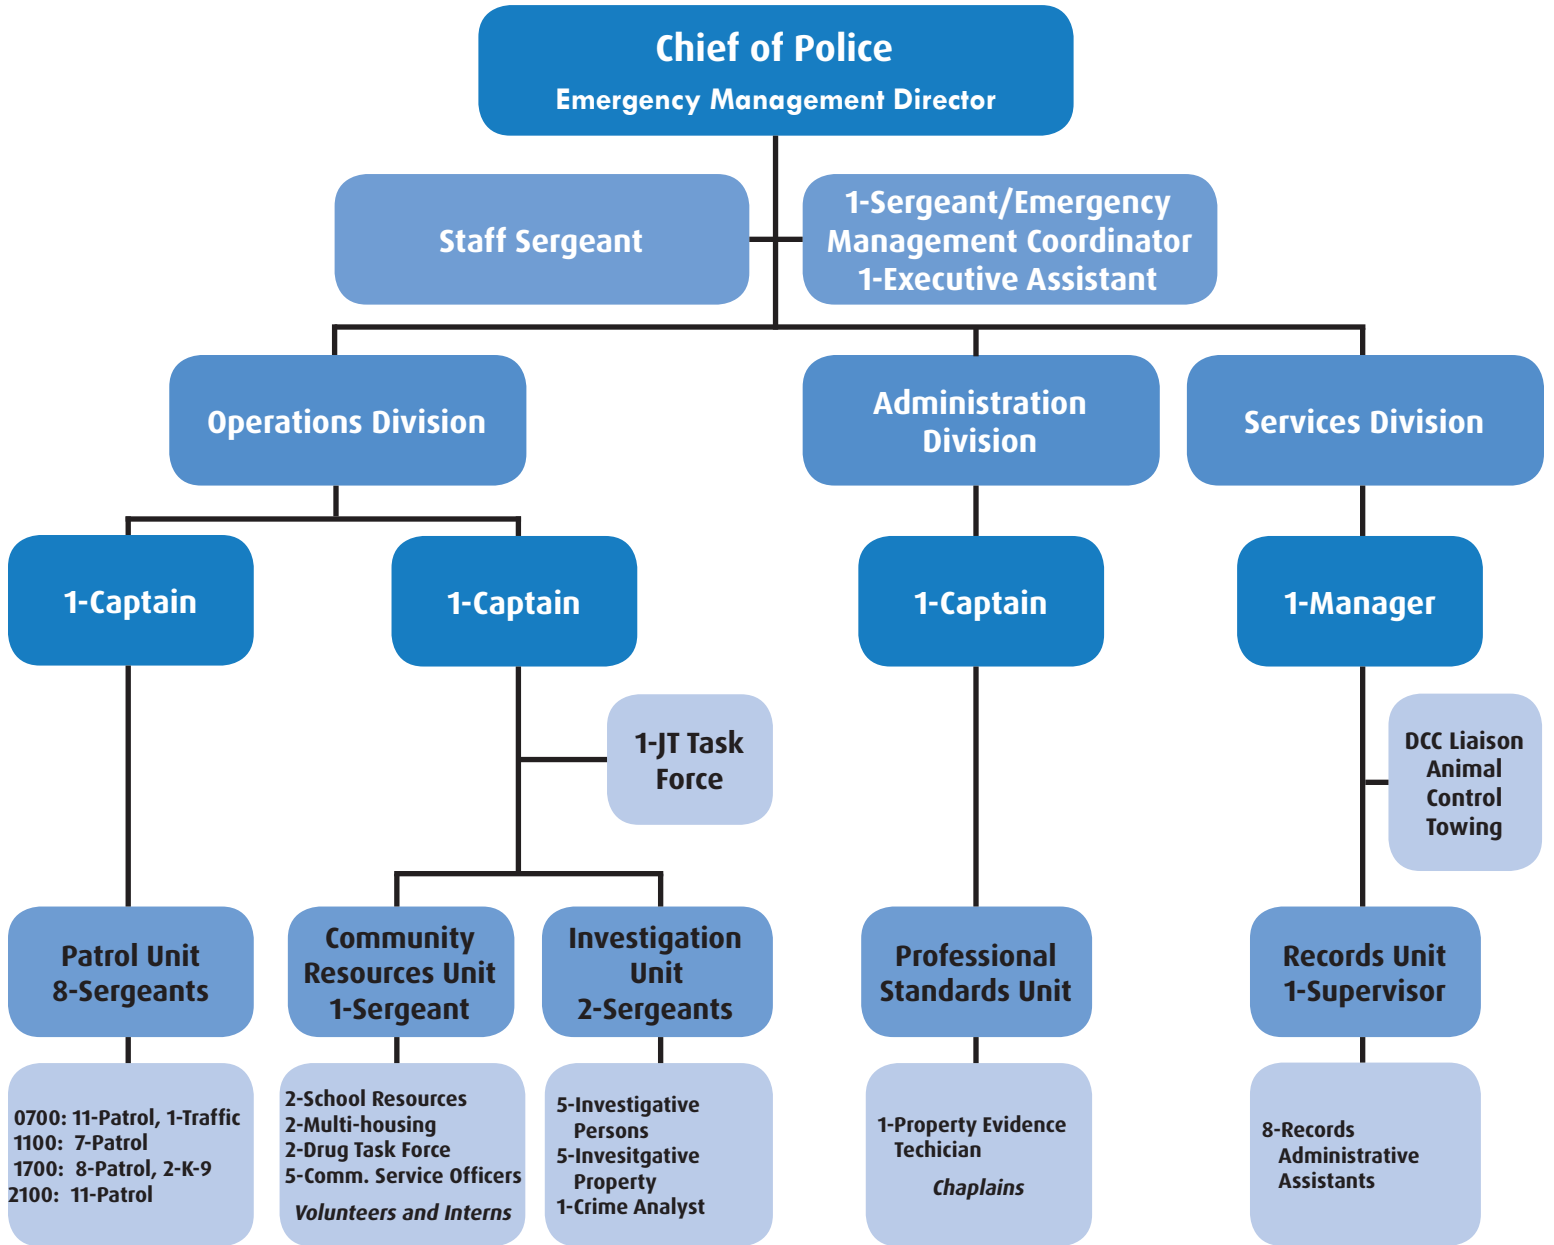 Chief of Police
Emergency Management Director
Staff Sergeant
1-Sergeant/Emergency
Management Coordinator
1-Executive Assistant
Operations Division
Administration
Division
Services Division
1-Captain
1-Captain
1-Captain
1-Manager
1-JT Task
Force
DCC Liaison
Animal
Control
Towing
Patrol Unit
8-Sergeants
Community
Resources Unit
1-Sergeant
Investigation
Unit
2-Sergeants
Professional
Standards Unit
Records Unit
1-Supervisor
0700: 11-Patrol, 1-Traffic
1100: 7-Patrol
1700: 8-Patrol, 2-K-9
2100: 11-Patrol
2-School Resources
2-Multi-housing
2-Drug Task Force
5-Comm. Service Officers
Volunteers and Interns
5-Investigative
Persons
5-Invesitgative
Property
1-Crime Analyst
1-Property Evidence
Techician
Chaplains
8-Records
Administrative
Assistants